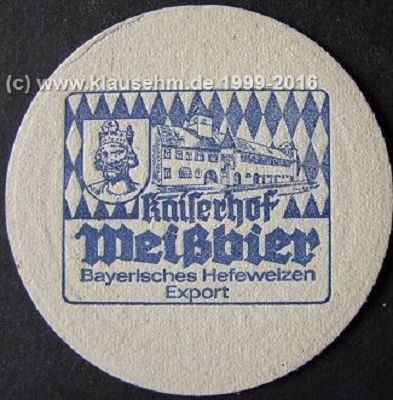 (c) www.klausehm.de 1999-2016
Kaiserhof
Weißbier
Bayerisches Hefeweizen
Export